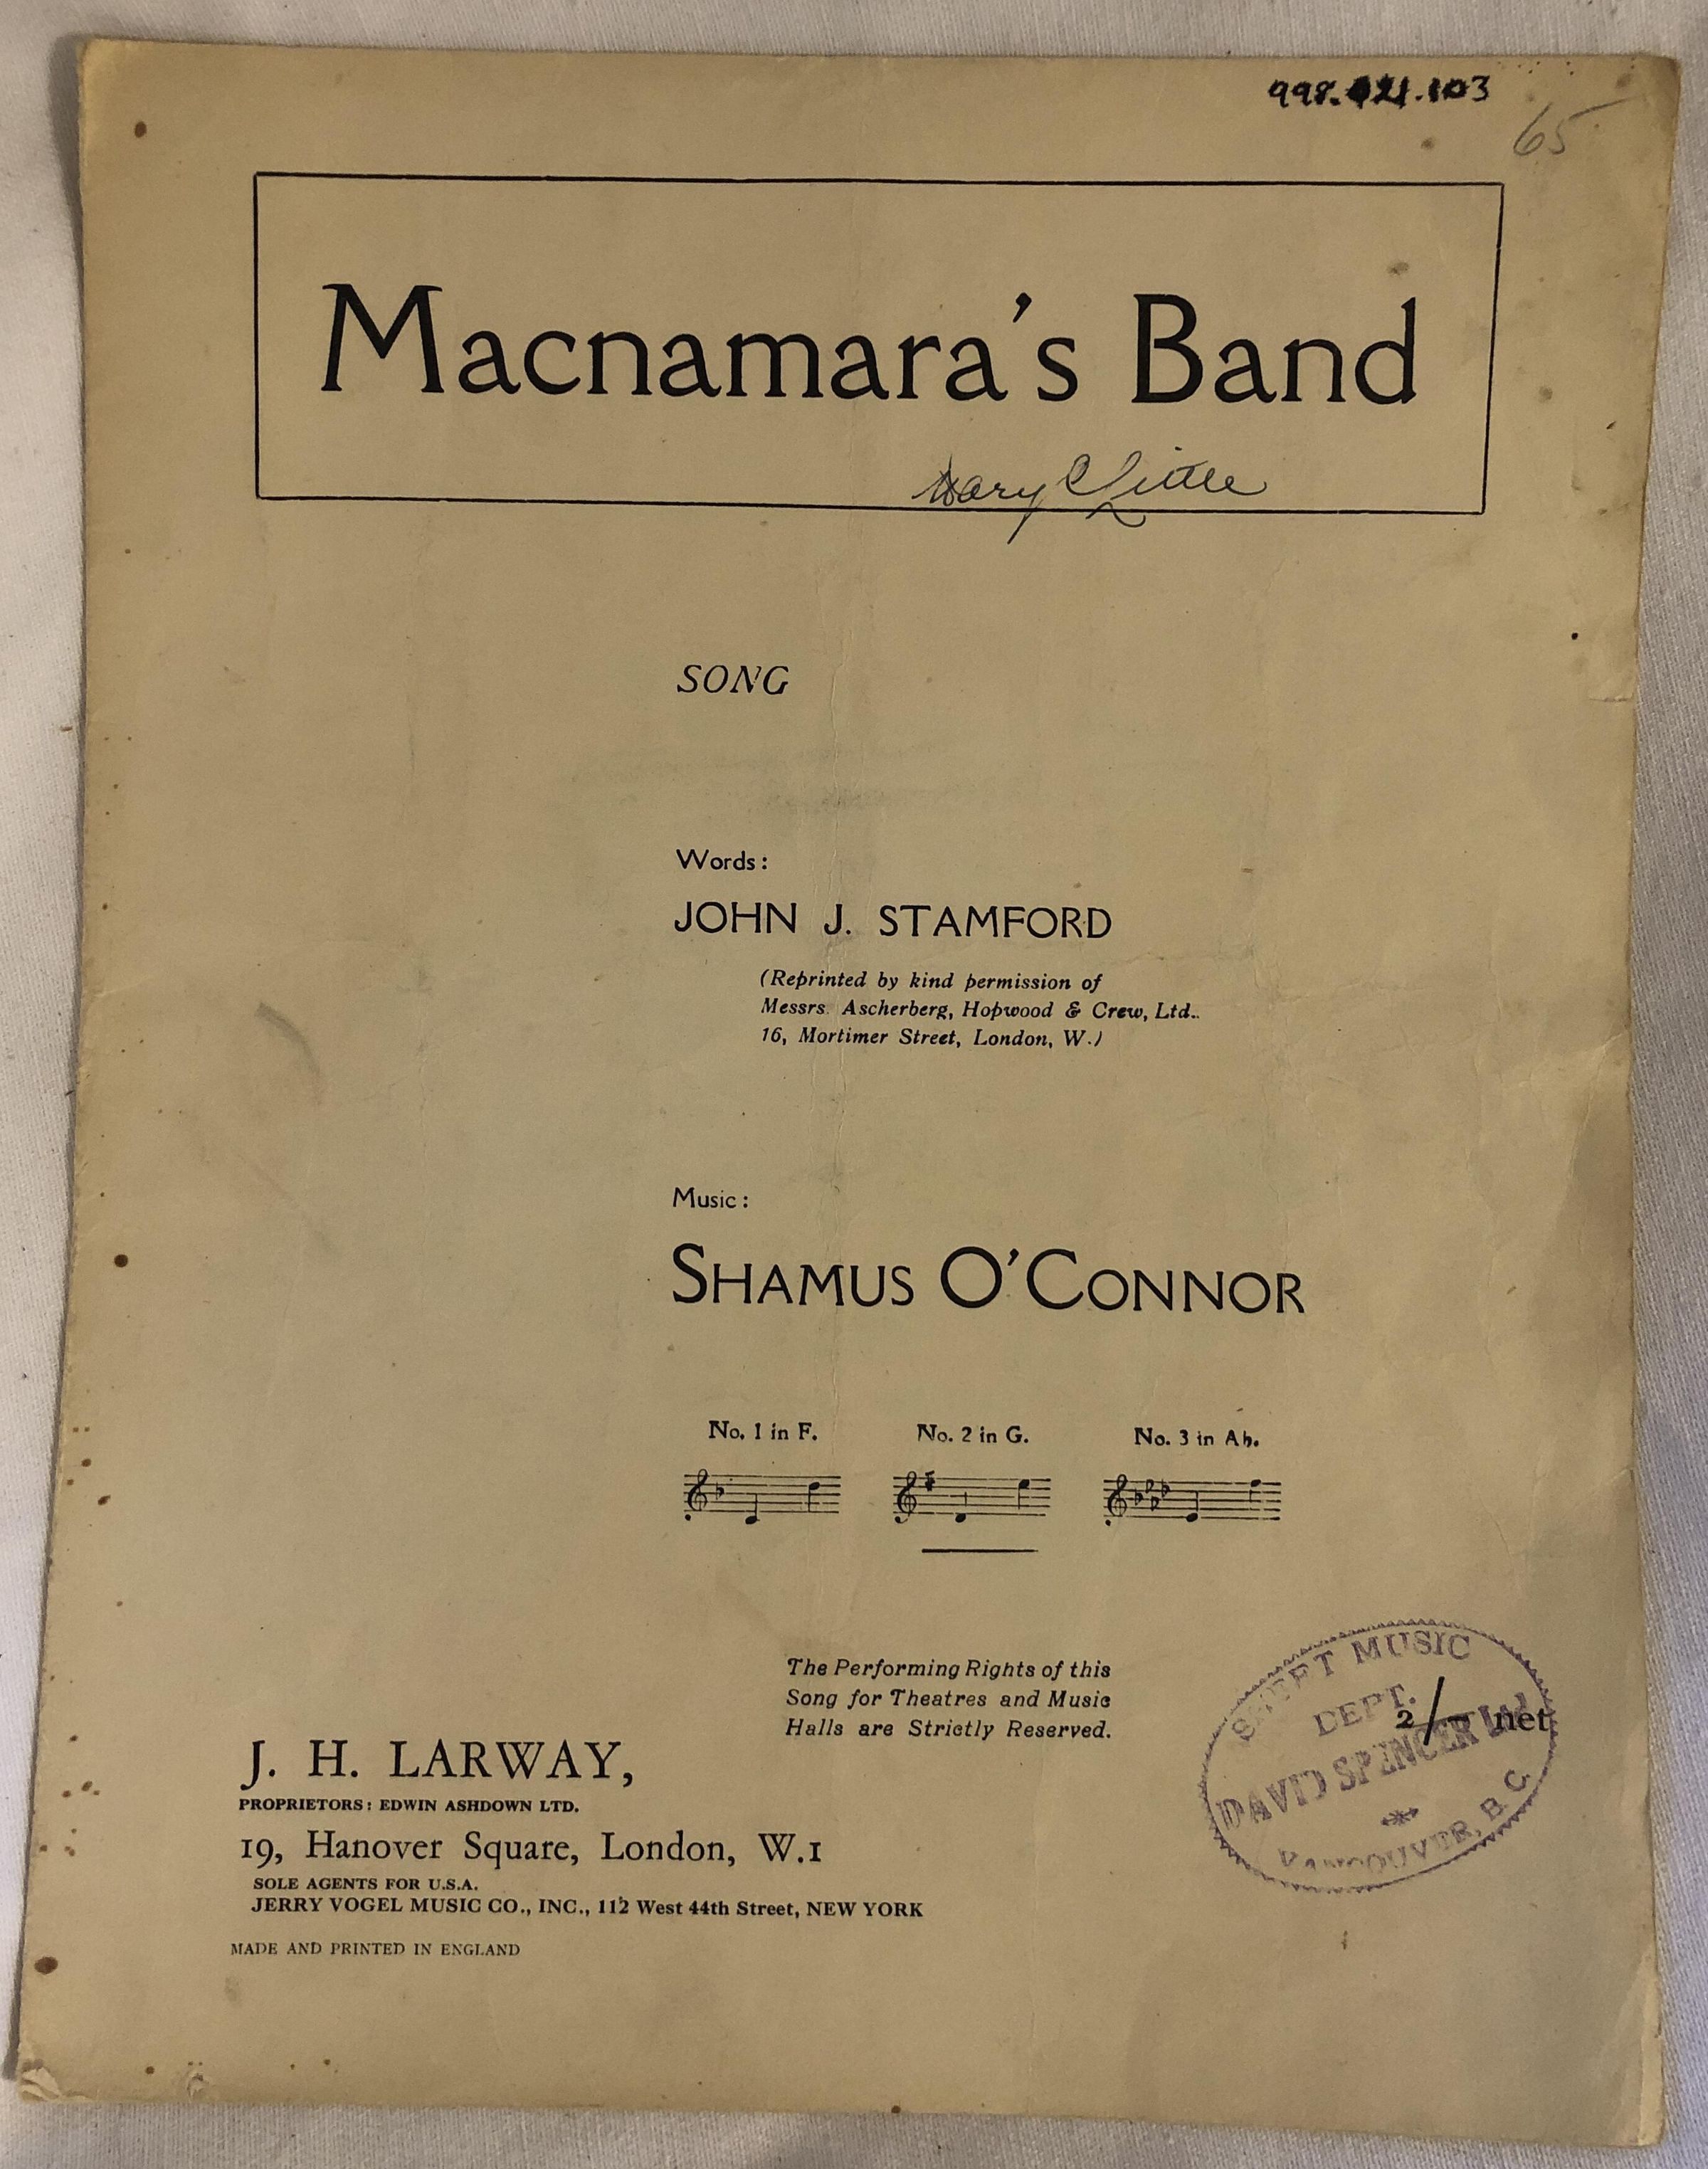 998.021.103
65
Macnamara's Band
Mary C Little
SONG
Words:
JOHN J. STAMFORD
(Reprinted by kind permission of
Messrs. Ascherberg, Hopwood & Crew, Ltd.
16, Mortimer Street, London, W.)
Music:
SHAMUS O'CONNOR
No. 1 in F. No. 2 in G. No. 3 in A♭.
The Performing Rights of this
Song for Theatres and Music
Halls are Strictly Reserved.
SHEET MUSIC
DEPT.
2/- net
DAVID SPENCER Ltd
VANCOUVER, B. C.
J. H. LARWAY,
PROPRIETORS: EDWIN ASHDOWN LTD.
19, Hanover Square, London, W.1
SOLE AGENTS FOR U.S.A.
JERRY VOGEL MUSIC CO., INC., 112 West 44th Street, NEW YORK
MADE AND PRINTED IN ENGLAND